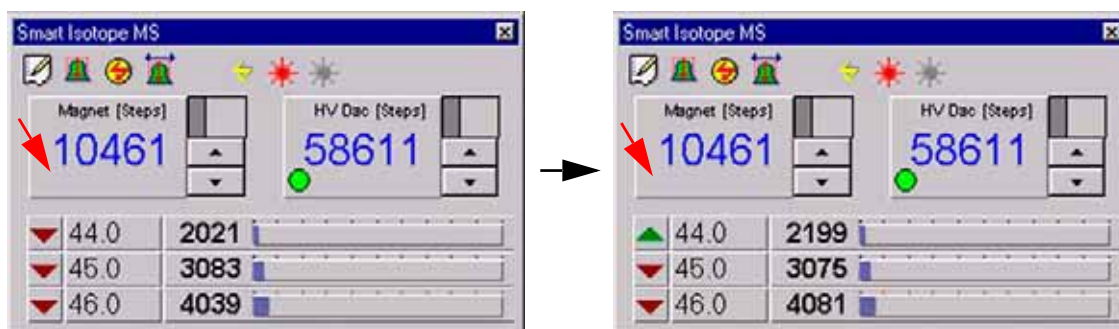 Smart Isotope MS
Magnet [Steps]
10461
HV Dac [Steps]
58611
44.0 2021
45.0 3083
46.0 4039
Smart Isotope MS
Magnet [Steps]
10461
HV Dac [Steps]
58611
44.0 2199
45.0 3075
46.0 4081